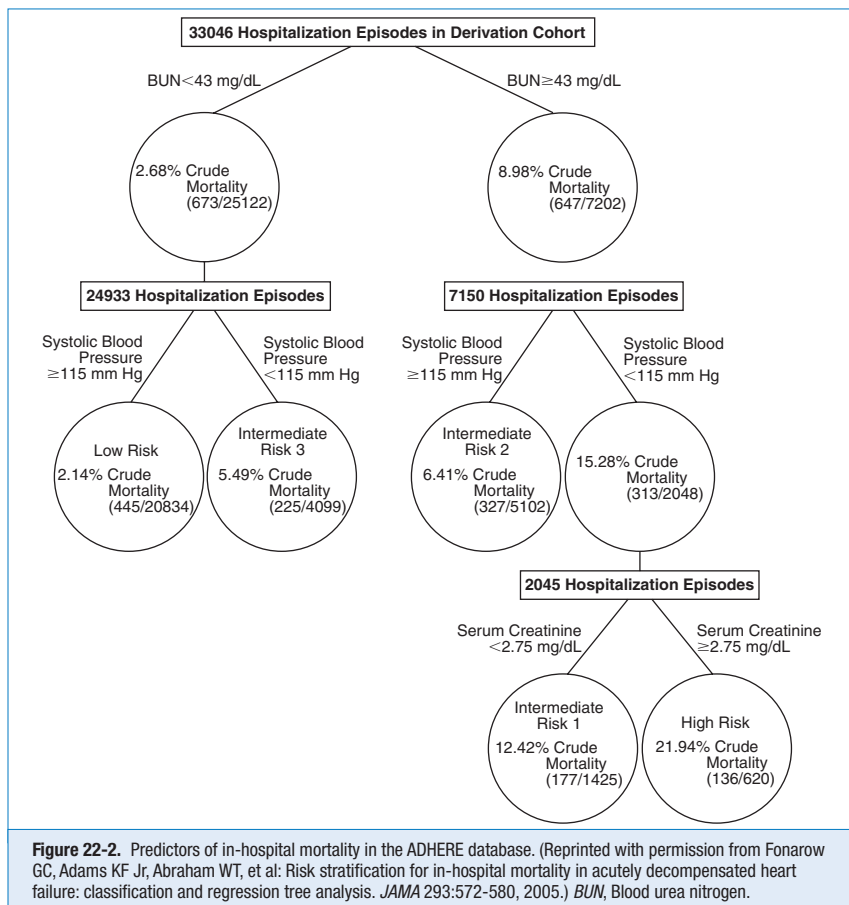 33046 Hospitalization Episodes in Derivation Cohort
BUN<43 mg/dL
BUN≥43 mg/dL
2.68% Crude
Mortality
(673/25122)
8.98% Crude
Mortality
(647/7202)
24933 Hospitalization Episodes
7150 Hospitalization Episodes
Systolic Blood
Pressure
≥115 mm Hg
Systolic Blood
Pressure
<115 mm Hg
Systolic Blood
Pressure
≥115 mm Hg
Systolic Blood
Pressure
<115 mm Hg
Low Risk
2.14% Crude
Mortality
(445/20834)
Intermediate
Risk 3
5.49% Crude
Mortality
(225/4099)
Intermediate
Risk 2
6.41% Crude
Mortality
(327/5102)
15.28% Crude
Mortality
(313/2048)
2045 Hospitalization Episodes
Serum Creatinine
<2.75 mg/dL
Serum Creatinine
≥2.75 mg/dL
Intermediate
Risk 1
12.42% Crude
Mortality
(177/1425)
High Risk
21.94% Crude
Mortality
(136/620)
Figure 22-2. Predictors of in-hospital mortality in the ADHERE database. (Reprinted with permission from Fonarow
GC, Adams KF Jr, Abraham WT, et al: Risk stratification for in-hospital mortality in acutely decompensated heart
failure: classification and regression tree analysis. JAMA 293:572-580, 2005.) BUN, Blood urea nitrogen.